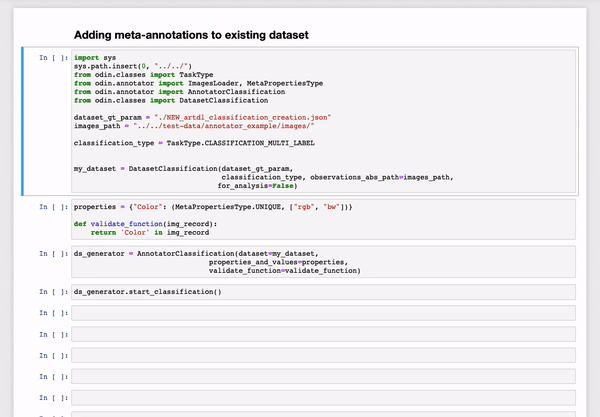 Adding meta-annotations to existing dataset
In [ ]: import sys
sys.path.insert(0, "../../")
from odin.classes import TaskType
from odin.annotator import ImagesLoader, MetaPropertiesType
from odin.annotator import AnnotatorClassification
from odin.classes import DatasetClassification
dataset_gt_param = "./NEW_artdl_classification_creation.json"
images_path = "../../test-data/annotator_example/images/"
classification_type = TaskType.CLASSIFICATION_MULTI_LABEL
my_dataset = DatasetClassification(dataset_gt_param,
classification_type, observations_abs_path=images_path,
for_analysis=False)
In [ ]: properties = {"Color": (MetaPropertiesType.UNIQUE, ["rgb", "bw"])}
def validate_function(img_record):
return 'Color' in img_record
In [ ]: ds_generator = AnnotatorClassification(dataset=my_dataset,
properties_and_values=properties,
validate_function=validate_function)
In [ ]: ds_generator.start_classification()
In [ ]:
In [ ]:
In [ ]:
In [ ]:
In [ ]: